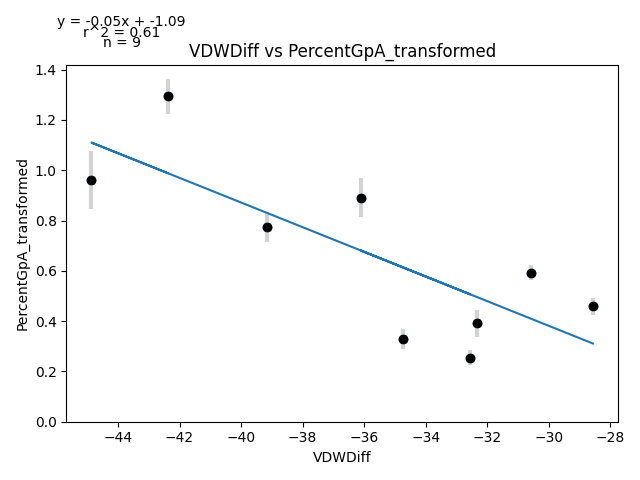 y = -0.05x + -1.09
r^2 = 0.61
n = 9
VDWDiff vs PercentGpA_transformed
1.4
1.2
1.0
0.8
0.6
0.4
0.2
0.0
PercentGpA_transformed
−44 −42 −40 −38 −36 −34 −32 −30 −28
VDWDiff